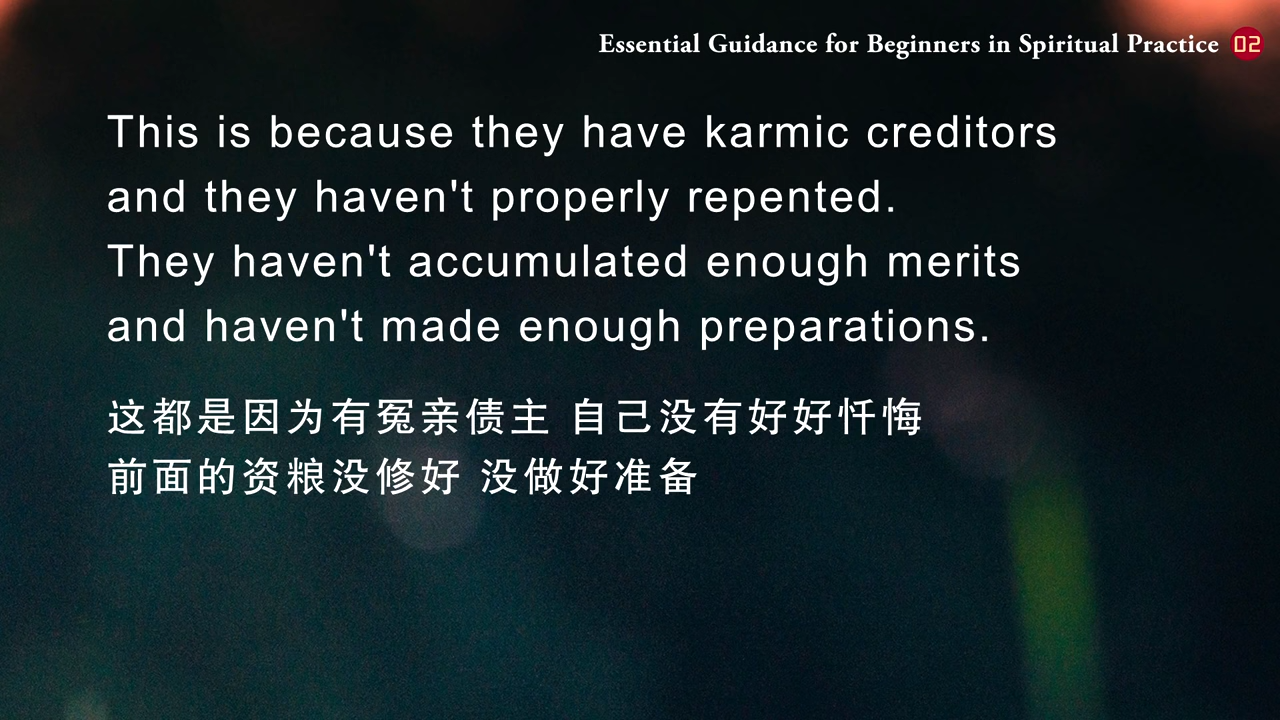 Essential Guidance for Beginners in Spiritual Practice 02
This is because they have karmic creditors
and they haven't properly repented.
They haven't accumulated enough merits
and haven't made enough preparations.
这都是因为有冤亲债主 自己没有好好忏悔
前面的资粮没修好 没做好准备